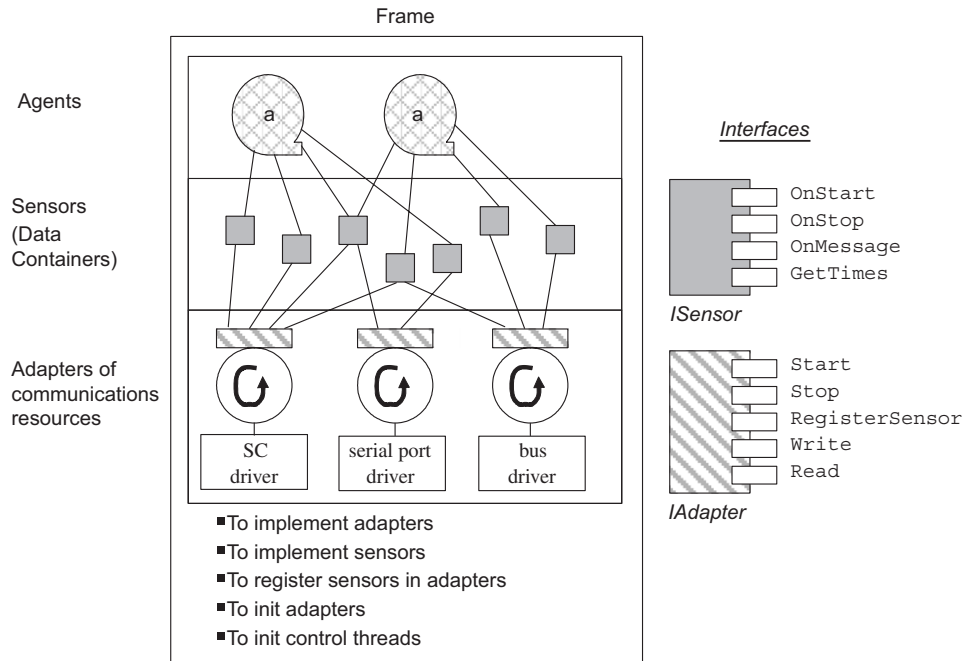 Frame
Agents
a
a
Interfaces
Sensors
(Data
Containers)
OnStart
OnStop
OnMessage
GetTimes
ISensor
Adapters of
communications
resources
Start
Stop
RegisterSensor
Write
Read
IAdapter
SC
driver
serial port
driver
bus
driver
▪To implement adapters
▪To implement sensors
▪To register sensors in adapters
▪To init adapters
▪To init control threads